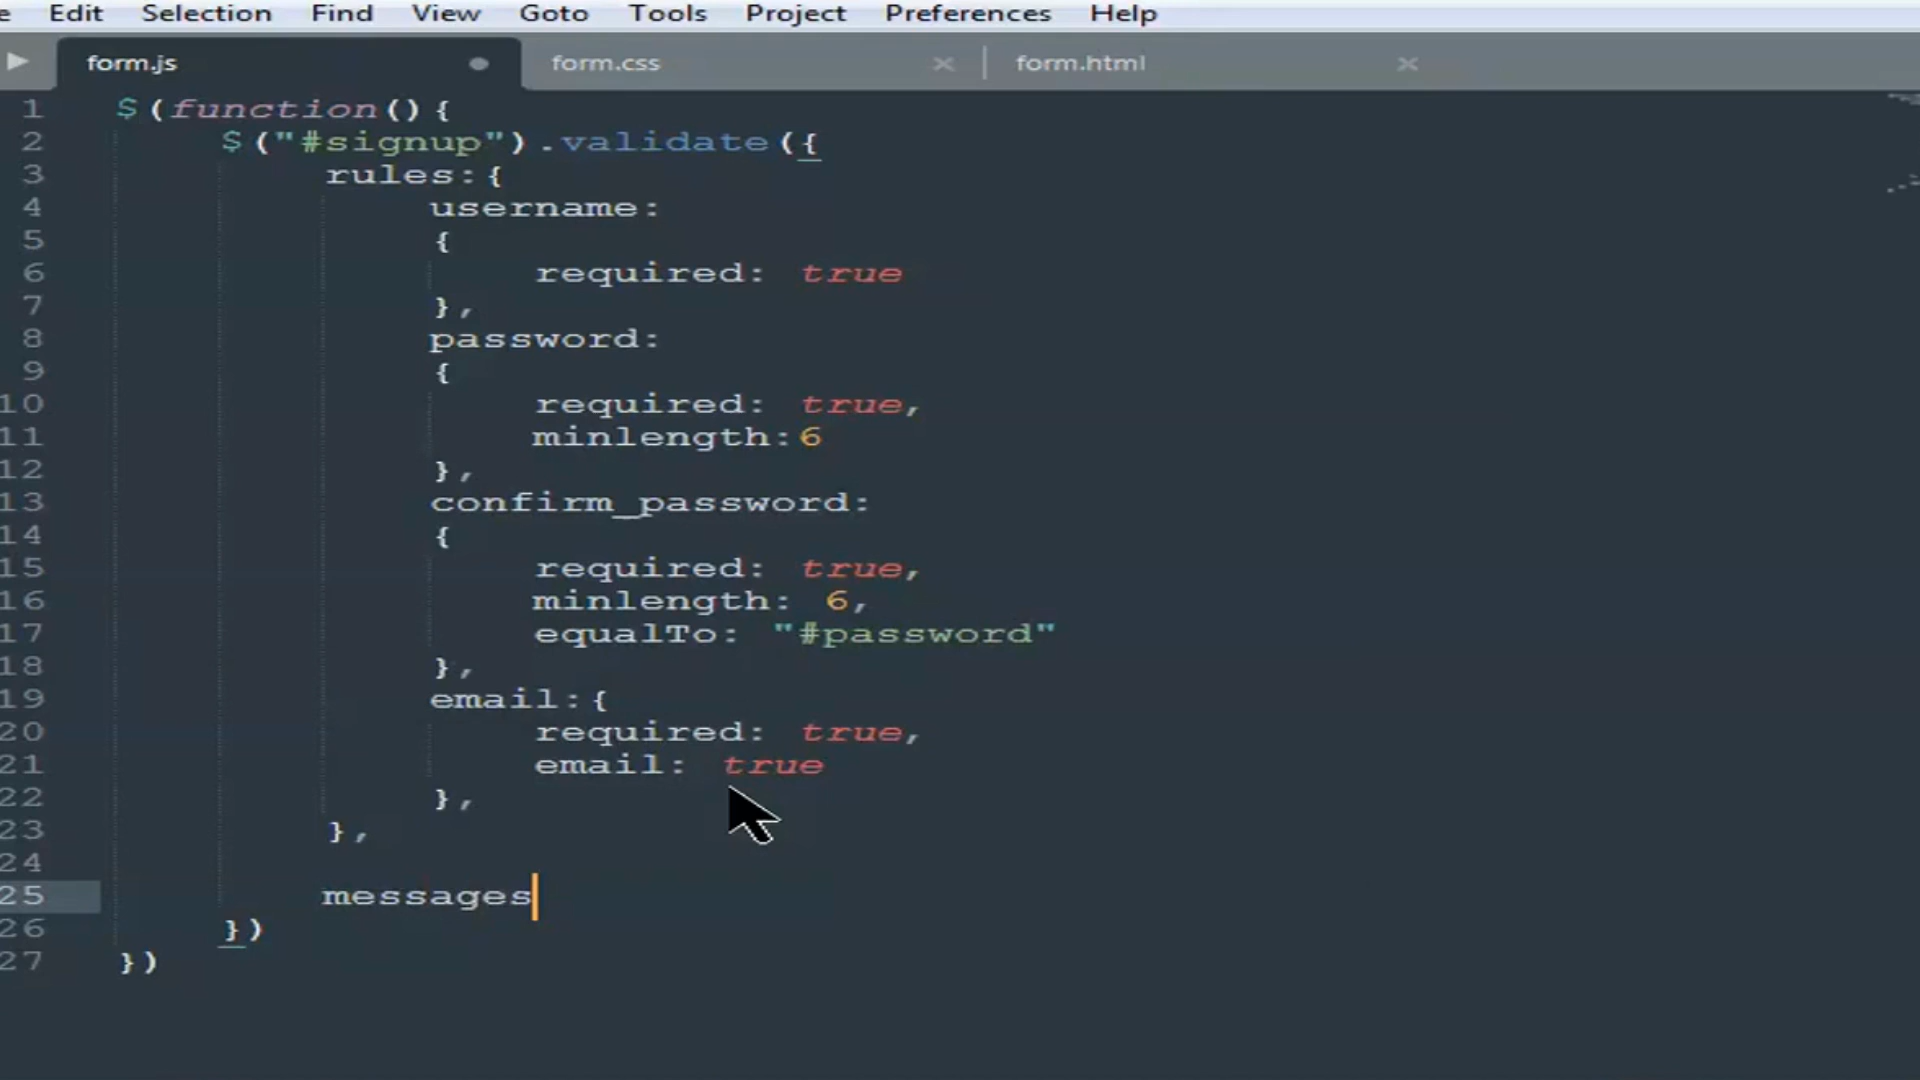 Edit Selection Find View Goto Tools Project Preferences Help
form.js form.css form.html
1 $(function(){
2 $("#signup").validate({
3 rules:{
4 username:
5 {
6 required: true
7 },
8 password:
9 {
10 required: true,
11 minlength:6
12 },
13 confirm_password:
14 {
15 required: true,
16 minlength: 6,
17 equalTo: "#password"
18 },
19 email:{
20 required: true,
21 email: true
22 },
23 },
24
25 messages
26 })
27 })